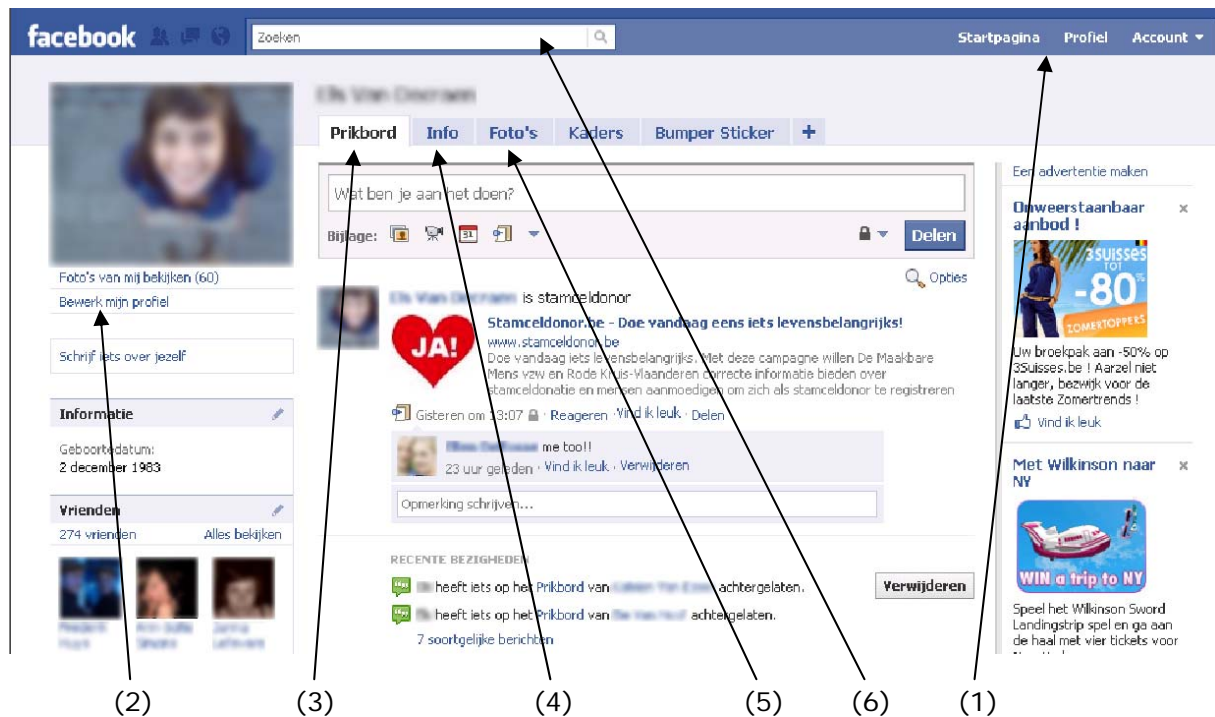 facebook
Zoeken
Startpagina Profiel Account
Prikbord Info Foto's Kaders Bumper Sticker +
Wat ben je aan het doen?
Bijlage: 31 Delen
Opties
Foto's van mij bekijken (60)
Bewerk mijn profiel
Schrijf iets over jezelf
Informatie
Geboortedatum:
2 december 1983
Vrienden
274 vrienden Alles bekijken
is stamceldonor
JA!
Stamceldonor.be - Doe vandaag eens iets levensbelangrijks!
www.stamceldonor.be
Doe vandaag iets levensbelangrijks. Met deze campagne willen De Maakbare
Mens vzw en Rode Kruis-Vlaanderen correcte informatie bieden over
stamceldonatie en mensen aanmoedigen om zich als stamceldonor te registreren
Gisteren om 13:07 · Reageren · Vind ik leuk · Delen
me too!!
23 uur geleden · Vind ik leuk · Verwijderen
Opmerking schrijven...
RECENTE BEZIGHEDEN
heeft iets op het Prikbord van achtergelaten.
Verwijderen
heeft iets op het Prikbord van achtergelaten.
7 soortgelijke berichten
Een advertentie maken
Onweerstaanbaar x
aanbod !
3SUISSES
TOT
-80%
ZOMERTOPPERS
Uw broekpak aan -50% op
3Suisses.be ! Aarzel niet
langer, bezwijk voor de
laatste Zomertrends !
Vind ik leuk
Met Wilkinson naar x
NY
WIN a trip to NY
Speel het Wilkinson Sword
Landingstrip spel en ga aan
de haal met vier tickets voor
(2) (3) (4) (5) (6) (1)